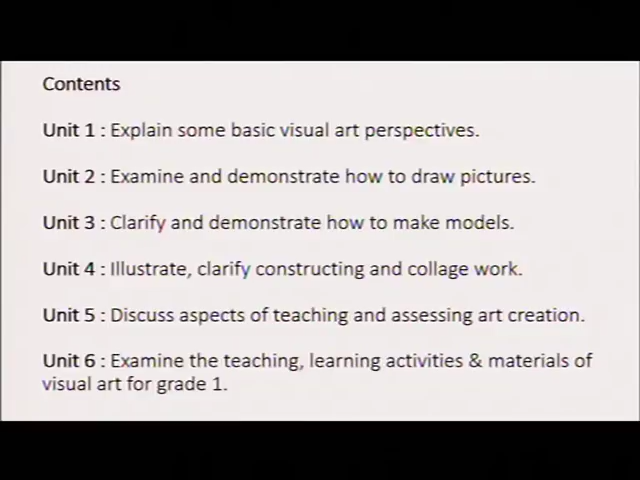 Contents
Unit 1 : Explain some basic visual art perspectives.
Unit 2 : Examine and demonstrate how to draw pictures.
Unit 3 : Clarify and demonstrate how to make models.
Unit 4 : Illustrate, clarify constructing and collage work.
Unit 5 : Discuss aspects of teaching and assessing art creation.
Unit 6 : Examine the teaching, learning activities & materials of
visual art for grade 1.